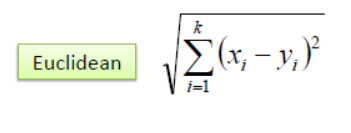 Euclidean
√(∑_{i=1}^{k} (x_i − y_i)²)